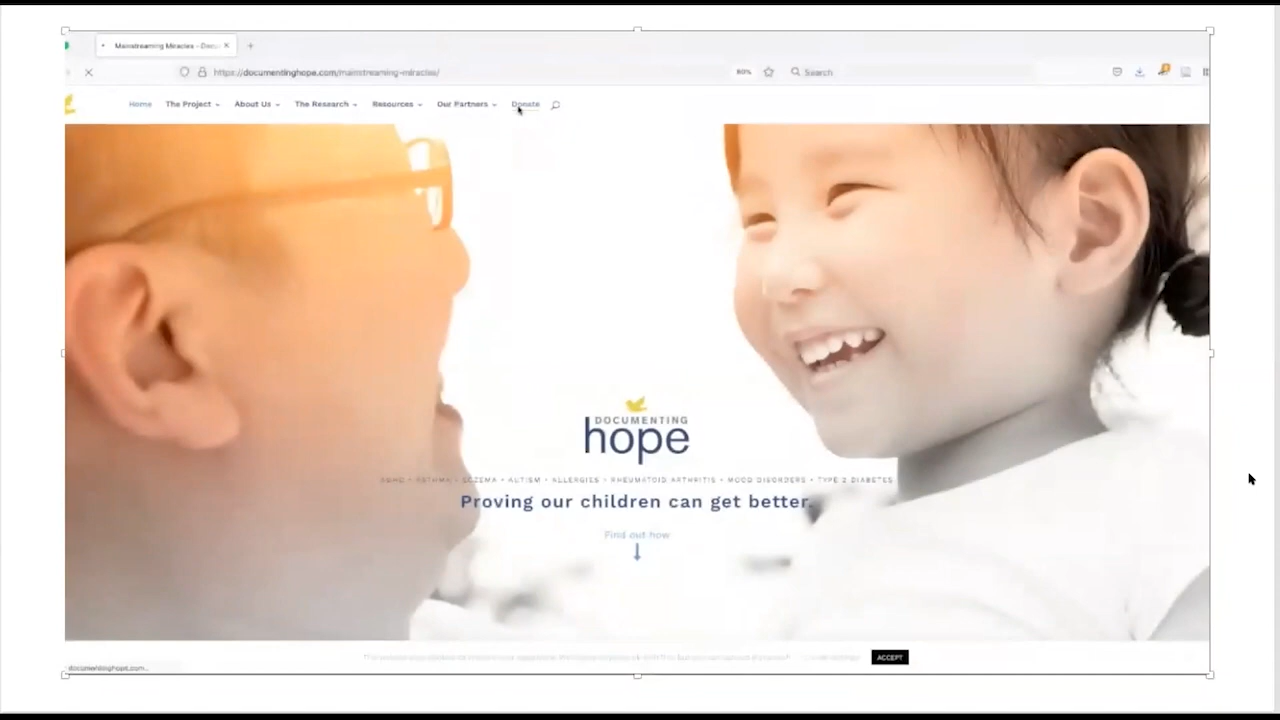 Mainstreaming Miracles - Docu
https://documentinghope.com/mainstreaming-miracles/
80%
Search
Home The Project About Us The Research Resources Our Partners Donate
DOCUMENTING
hope
ADHD • ASTHMA • ECZEMA • AUTISM • ALLERGIES • RHEUMATOID ARTHRITIS • MOOD DISORDERS • TYPE 2 DIABETES
Proving our children can get better.
Find out how
ACCEPT
documentinghope.com...